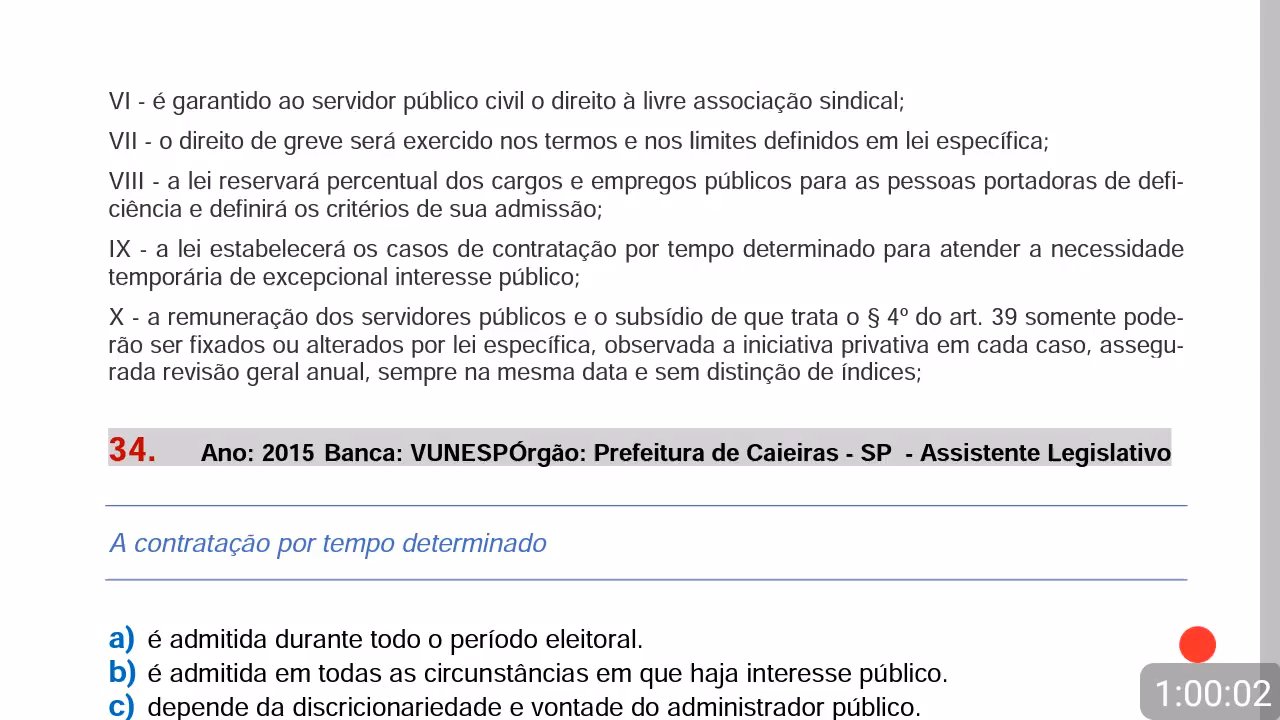 VI - é garantido ao servidor público civil o direito à livre associação sindical;
VII - o direito de greve será exercido nos termos e nos limites definidos em lei específica;
VIII - a lei reservará percentual dos cargos e empregos públicos para as pessoas portadoras de defi-
ciência e definirá os critérios de sua admissão;
IX - a lei estabelecerá os casos de contratação por tempo determinado para atender a necessidade
temporária de excepcional interesse público;
X - a remuneração dos servidores públicos e o subsídio de que trata o § 4º do art. 39 somente pode-
rão ser fixados ou alterados por lei específica, observada a iniciativa privativa em cada caso, assegu-
rada revisão geral anual, sempre na mesma data e sem distinção de índices;
34. Ano: 2015 Banca: VUNESPÓrgão: Prefeitura de Caieiras - SP - Assistente Legislativo
A contratação por tempo determinado
a) é admitida durante todo o período eleitoral.
b) é admitida em todas as circunstâncias em que haja interesse público.
c) depende da discricionariedade e vontade do administrador público.
1:00:02